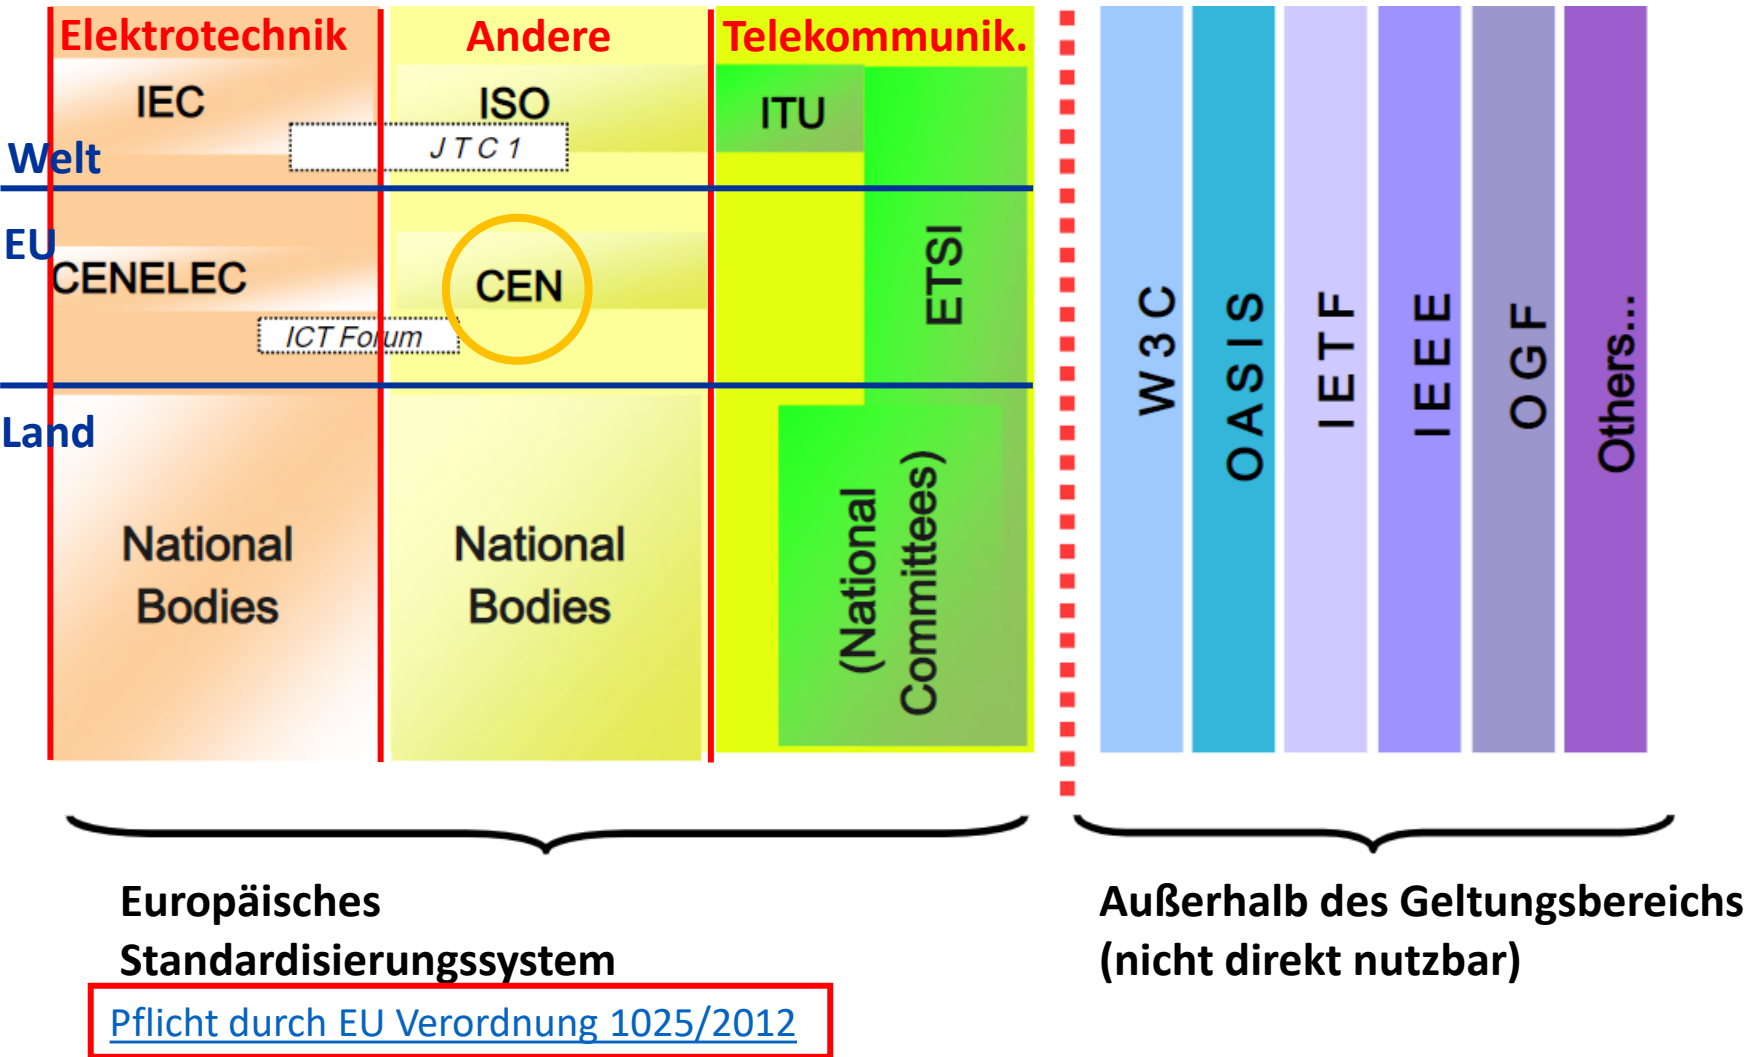 Elektrotechnik
Andere
Telekommunik.
IEC
ISO
ITU
JTC1
Welt
EU
CENELEC
CEN
ETSI
ICT Forum
Land
National
Bodies
National
Bodies
(National
Committees)
W3C
OASIS
IETF
IEEE
OGF
Others...
Europäisches
Standardisierungssystem
Pflicht durch EU Verordnung 1025/2012
Außerhalb des Geltungsbereichs
(nicht direkt nutzbar)